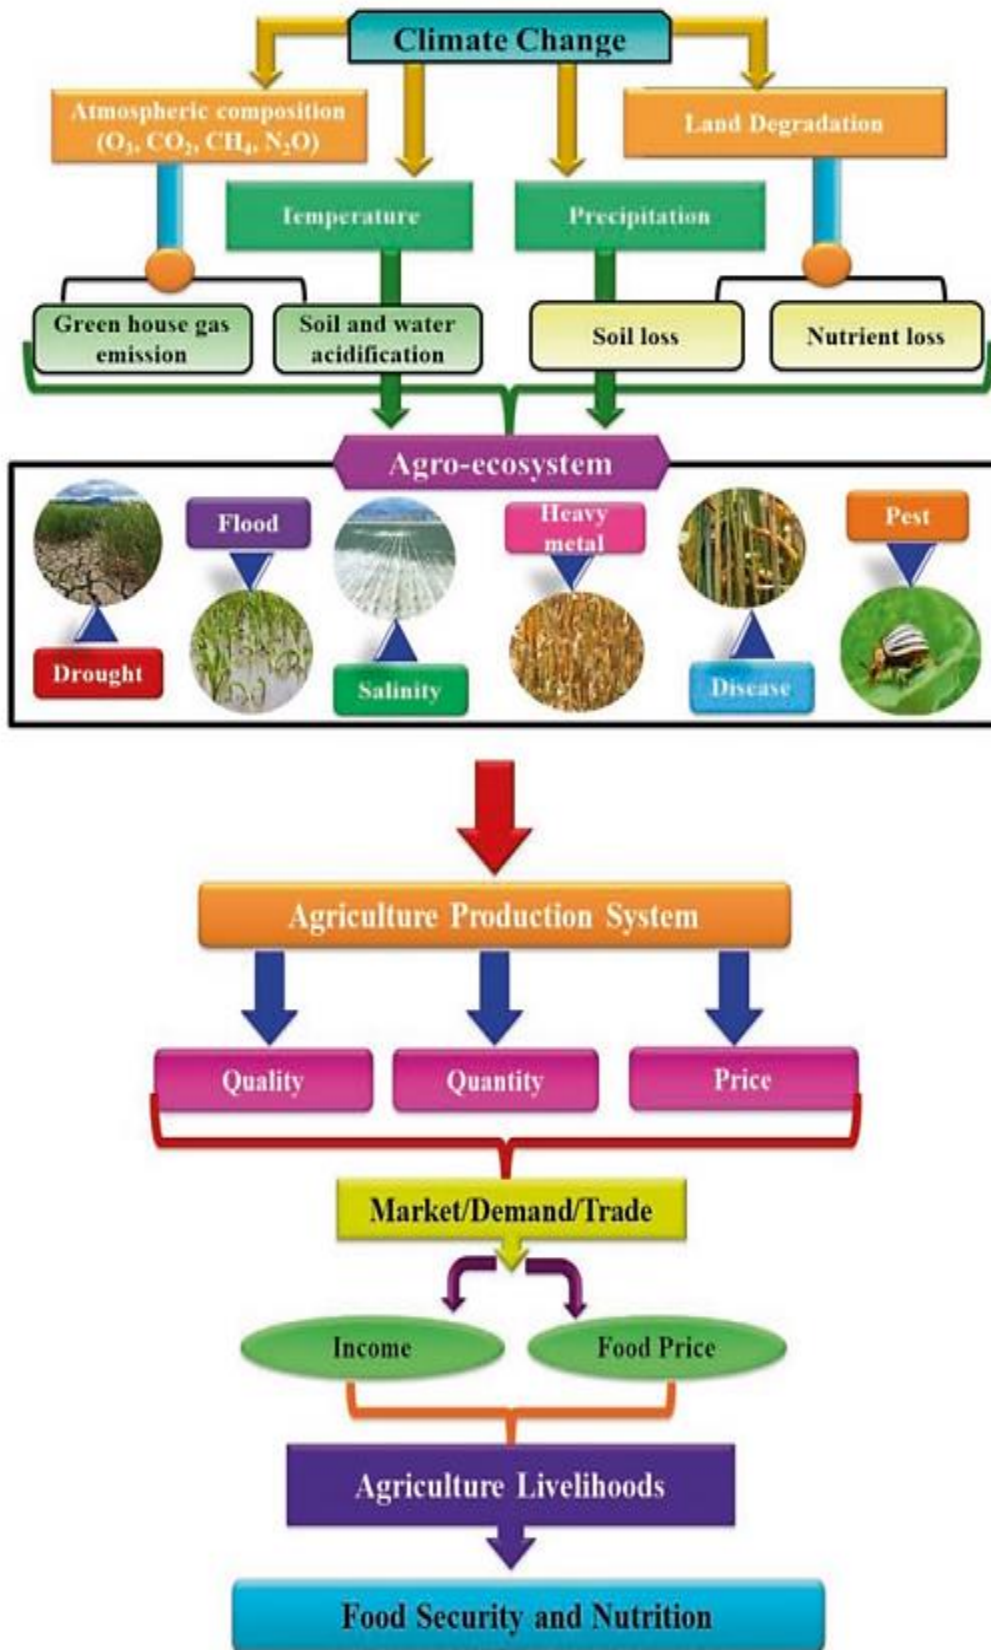 Climate Change
Atmospheric composition
(O₃, CO₂, CH₄, N₂O)
Land Degradation
Temperature
Precipitation
Green house gas
emission
Soil and water
acidification
Soil loss
Nutrient loss
Agro-ecosystem
Flood
Heavy
metal
Pest
Drought
Salinity
Disease
Agriculture Production System
Quality
Quantity
Price
Market/Demand/Trade
Income
Food Price
Agriculture Livelihoods
Food Security and Nutrition